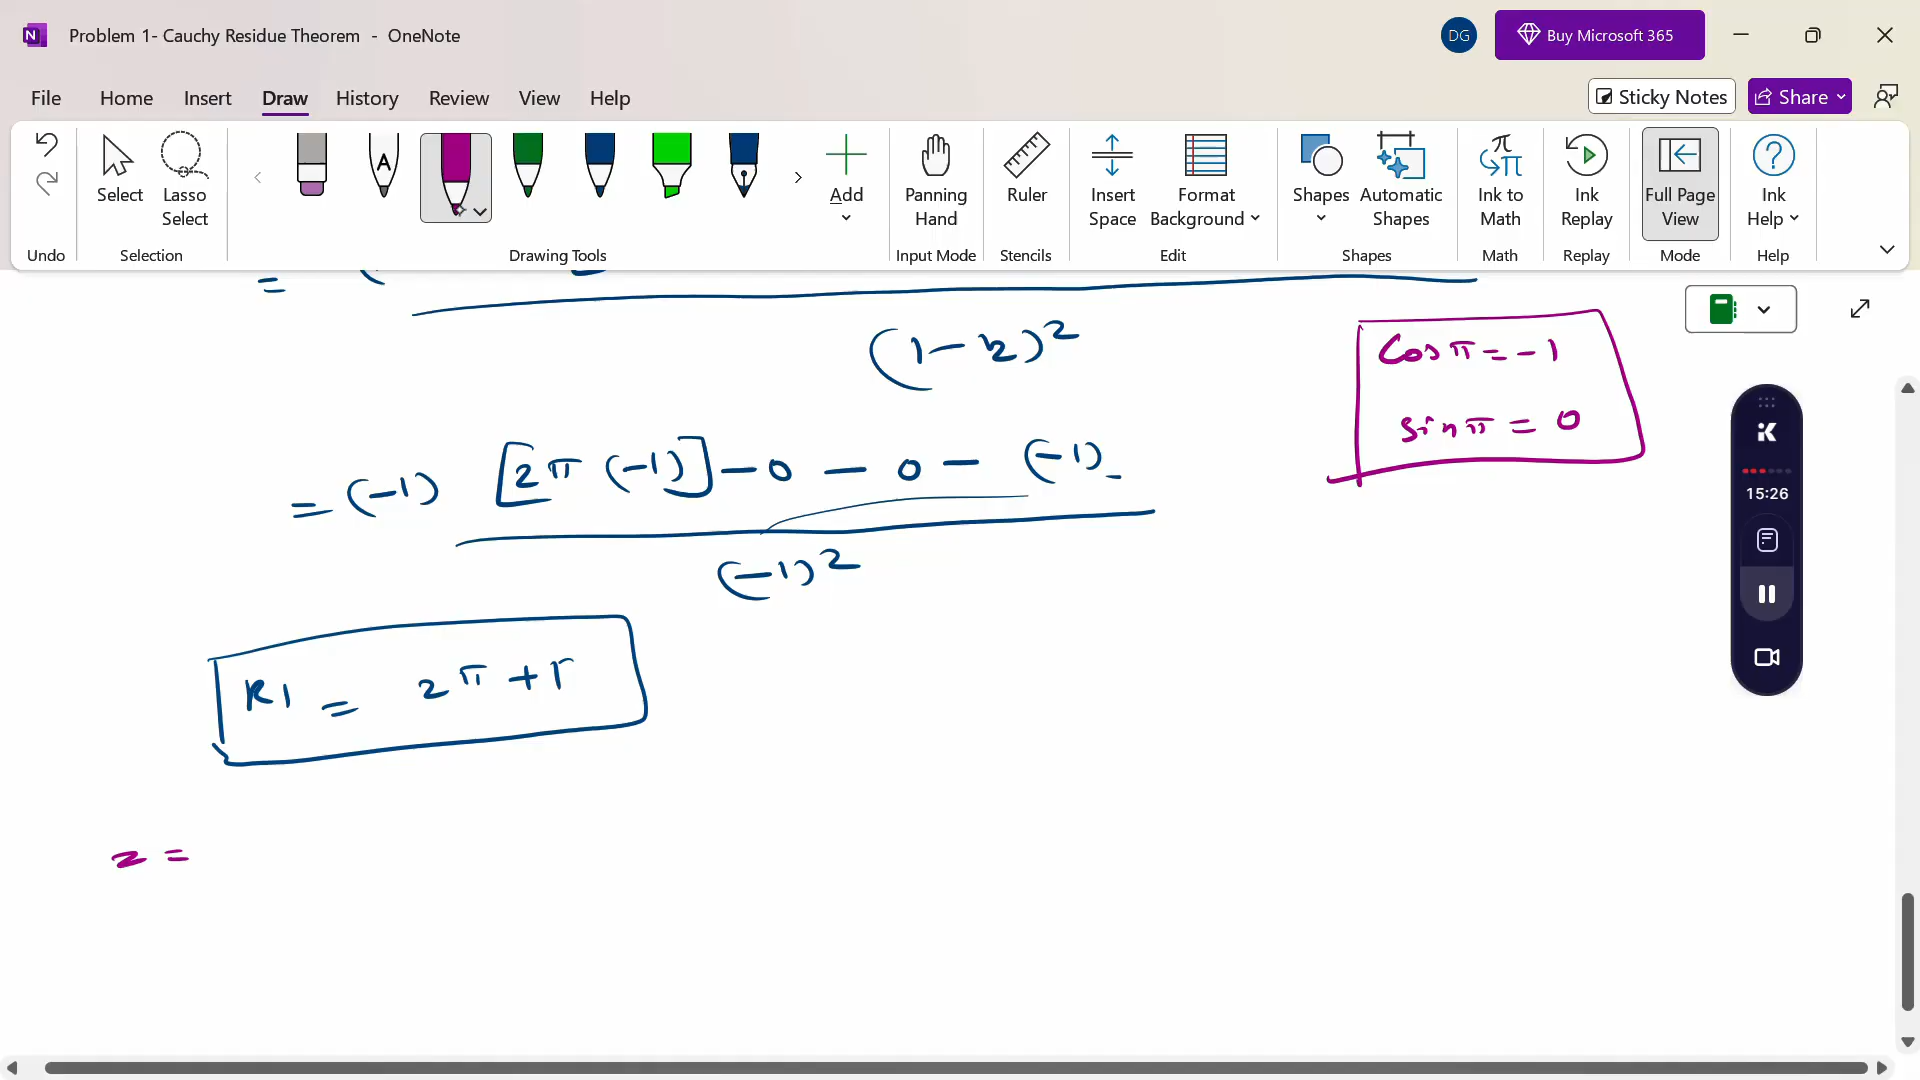 Problem 1- Cauchy Residue Theorem - OneNote
DG
Buy Microsoft 365
File Home Insert Draw History Review View Help
Sticky Notes
Share
A
Select
Lasso Select
Add
Panning Hand
Ruler
Insert Space
Format Background
Shapes
Automatic Shapes
Ink to Math
Ink Replay
Full Page View
Ink Help
Undo
Selection
Drawing Tools
Input Mode
Stencils
Edit
Shapes
Math
Replay
Mode
Help
=
(1-2)²
Cos π = -1
sin π = 0
= (-1) [2π (-1)] - 0 - 0 - (-1)
(-1)²
R1 = 2π + 1
z =
15:26